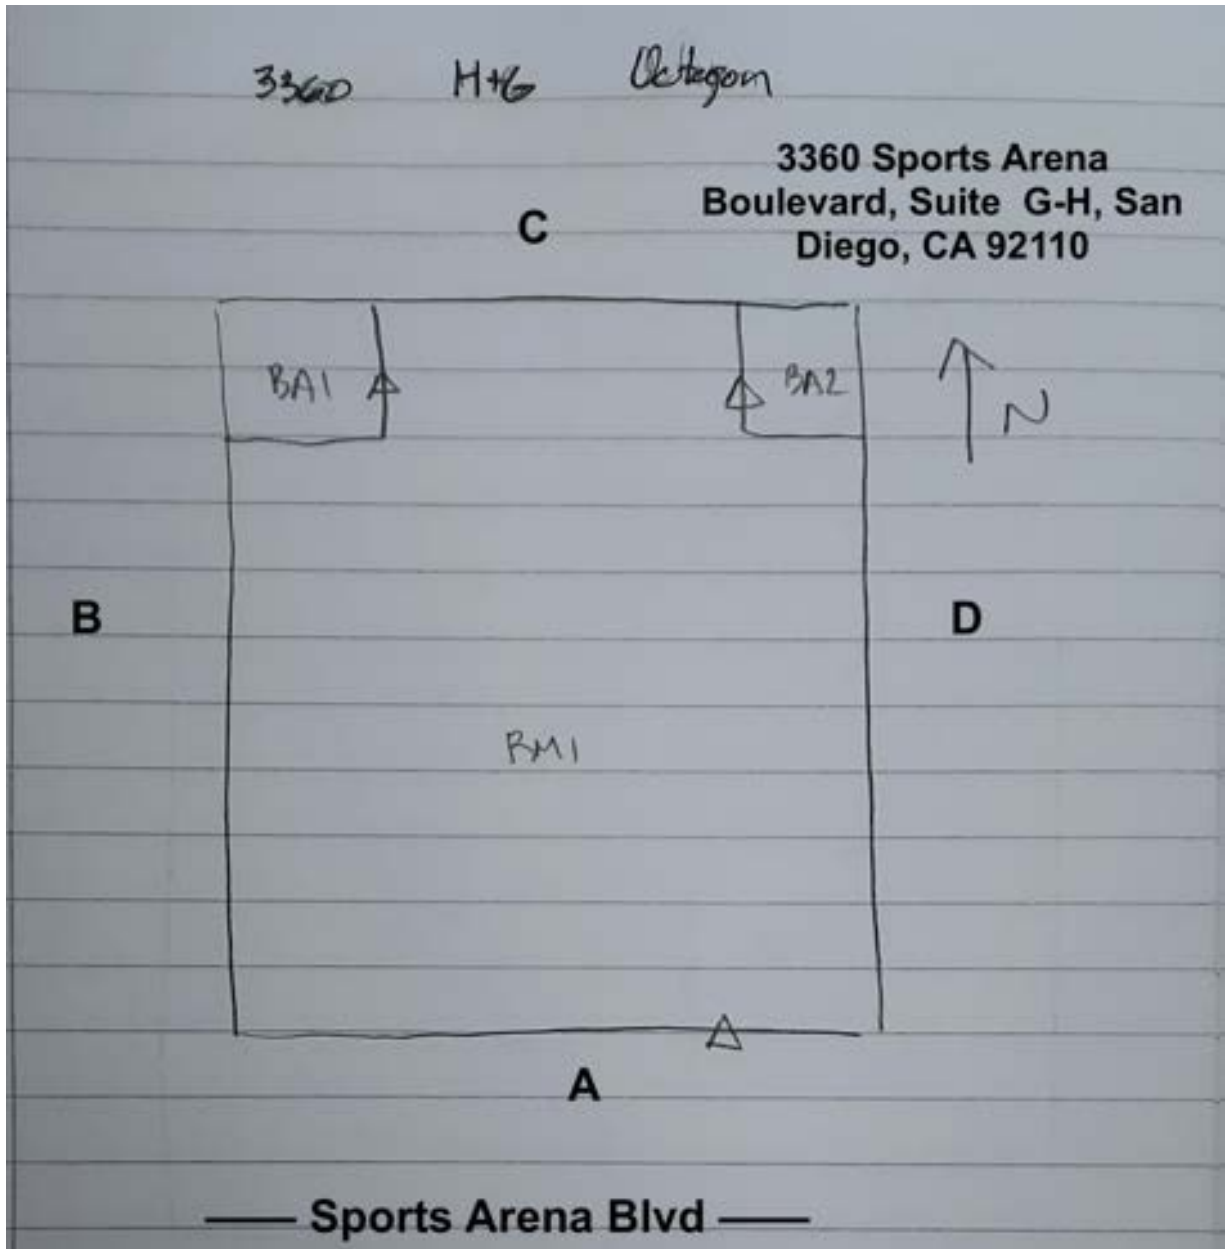 3360 H+G Octagon
3360 Sports Arena
Boulevard, Suite G-H, San
Diego, CA 92110
C
BA1
BA2
N
B
D
RM1
A
Sports Arena Blvd